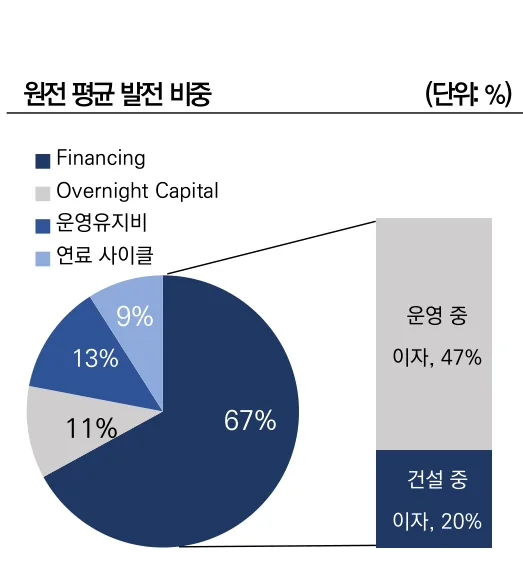 원전 평균 발전 비중 (단위: %)
Financing
Overnight Capital
운영유지비
연료 사이클
9%
13%
11%
67%
운영 중
이자, 47%
건설 중
이자, 20%